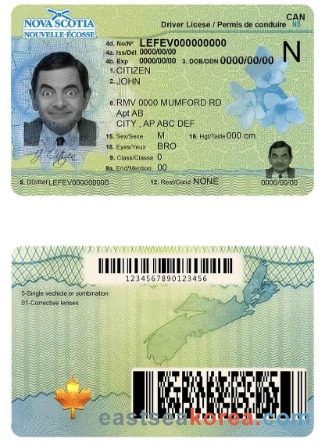 NOVA SCOTIA
NOUVELLE-ÉCOSSE
Driver License / Permis de conduire
CAN
NS
4d. No/Nº LEFEV000000000
4a. Iss/Del 0000/00/00
4b. Exp 0000/00/00 3. DOB/DDN 0000/00/00
N
1. CITIZEN
2. JOHN
8. RMV 0000 MUMFORD RD
Apt AB
CITY , AP ABC DEF
15. Sex/Sexe M 16. Hgt/Taille 000 cm
18. Eyes/Yeux BRO
9. Class/Classe 0
9a. End/Mention 00
5. DD/Réf LEFEV000000000 12. Rest/Cond NONE 0000/00/00
1234567890123456
5-Single vechicle or combination
01-Corrective lenses
eastseakorea.com